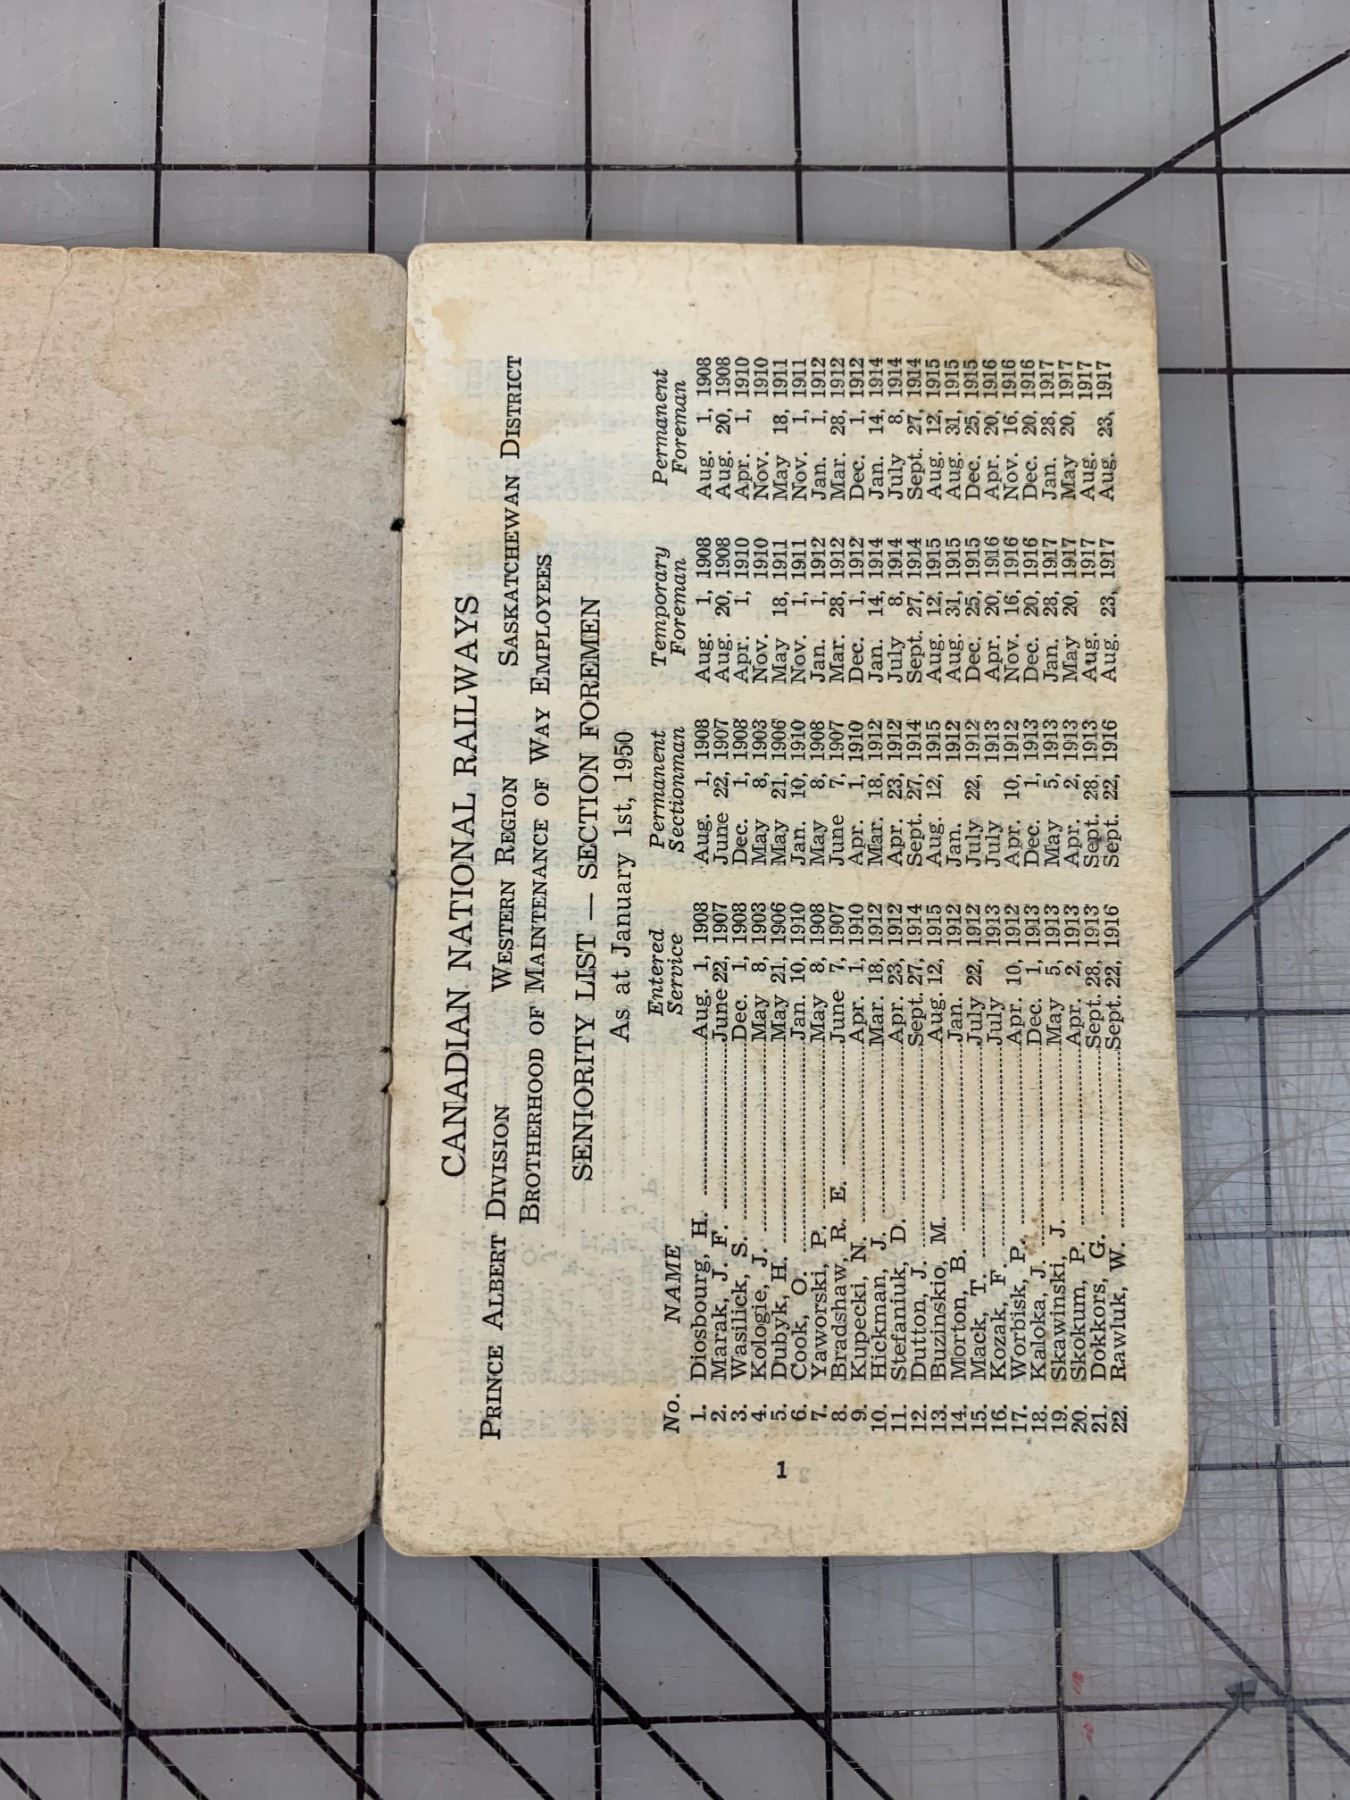 CANADIAN NATIONAL RAILWAYS
PRINCE ALBERT DIVISION WESTERN REGION SASKATCHEWAN DISTRICT
BROTHERHOOD OF MAINTENANCE OF WAY EMPLOYEES
SENIORITY LIST — SECTION FOREMEN
As at January 1st, 1950
No. NAME Entered Service Permanent Sectionman Temporary Foreman Permanent Foreman
1. Diosbourg, H. Aug. 1, 1908 Aug. 1, 1908 Aug. 1, 1908 Aug. 1, 1908
2. Marak, J. F. June 22, 1907 June 22, 1907 Aug. 20, 1908 Aug. 20, 1908
3. Wasilick, S. Dec. 1, 1908 Dec. 1, 1908 Apr. 1, 1910 Apr. 1, 1910
4. Kologie, J. May 8, 1903 May 8, 1903 Nov. 1910 Nov. 1910
5. Dubyk, H. May 21, 1906 May 21, 1906 May 18, 1911 May 18, 1911
6. Cook, O. Jan. 10, 1910 Jan. 10, 1910 Nov. 1, 1911 Nov. 1, 1911
7. Yaworski, P. May 8, 1908 May 8, 1908 Jan. 1, 1912 Jan. 1, 1912
8. Bradshaw, R. E. June 7, 1907 June 7, 1907 Mar. 28, 1912 Mar. 28, 1912
9. Kupecki, N. Apr. 1, 1910 Apr. 1, 1910 Dec. 1, 1912 Dec. 1, 1912
10. Hickman, J. Mar. 18, 1912 Mar. 18, 1912 Jan. 14, 1914 Jan. 14, 1914
11. Stefaniuk, D. Apr. 23, 1912 Apr. 23, 1912 July 8, 1914 July 8, 1914
12. Dutton, J. Sept. 27, 1914 Sept. 27, 1914 Sept. 27, 1914 Sept. 27, 1914
13. Buzinskio, M. Aug. 12, 1915 Aug. 12, 1915 Aug. 12, 1915 Aug. 12, 1915
14. Morton, B. Jan. 1912 Jan. 1912 Aug. 31, 1915 Aug. 31, 1915
15. Mack, T. July 22, 1912 July 22, 1912 Dec. 25, 1915 Dec. 25, 1915
16. Kozak, F. July 1913 July 1913 Apr. 20, 1916 Apr. 20, 1916
17. Worbisk, P. Apr. 10, 1912 Apr. 10, 1912 Nov. 16, 1916 Nov. 16, 1916
18. Kaloka, J. Dec. 1, 1913 Dec. 1, 1913 Dec. 20, 1916 Dec. 20, 1916
19. Skawinski, J. May 5, 1913 May 5, 1913 Jan. 28, 1917 Jan. 28, 1917
20. Skokum, P. Apr. 2, 1913 Apr. 2, 1913 May 20, 1917 May 20, 1917
21. Dokkors, G. Sept. 28, 1913 Sept. 28, 1913 Aug. 1917 Aug. 1917
22. Rawluk, W. Sept. 22, 1916 Sept. 22, 1916 Aug. 23, 1917 Aug. 23, 1917
1